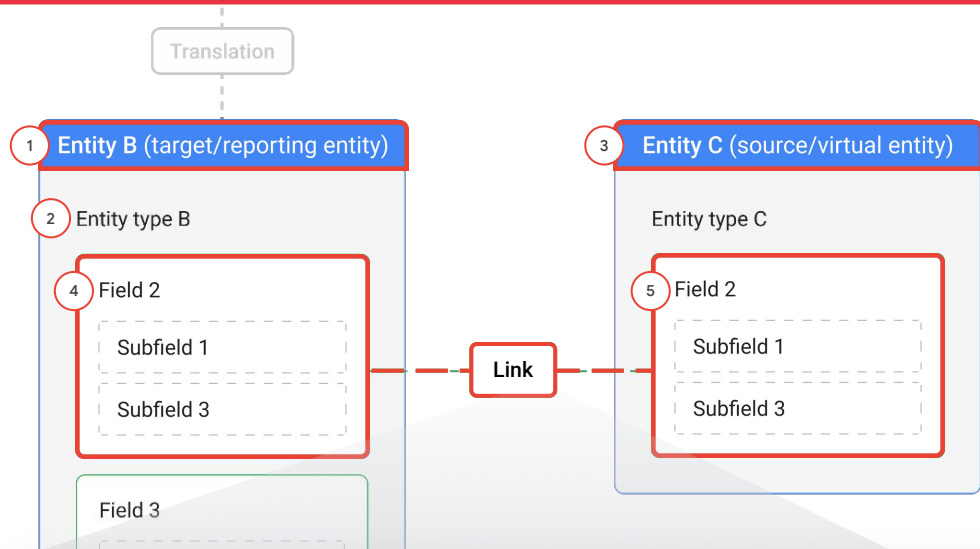 Translation
1 Entity B (target/reporting entity)
3 Entity C (source/virtual entity)
2 Entity type B
Entity type C
4 Field 2
5 Field 2
Subfield 1
Subfield 1
Link
Subfield 3
Subfield 3
Field 3